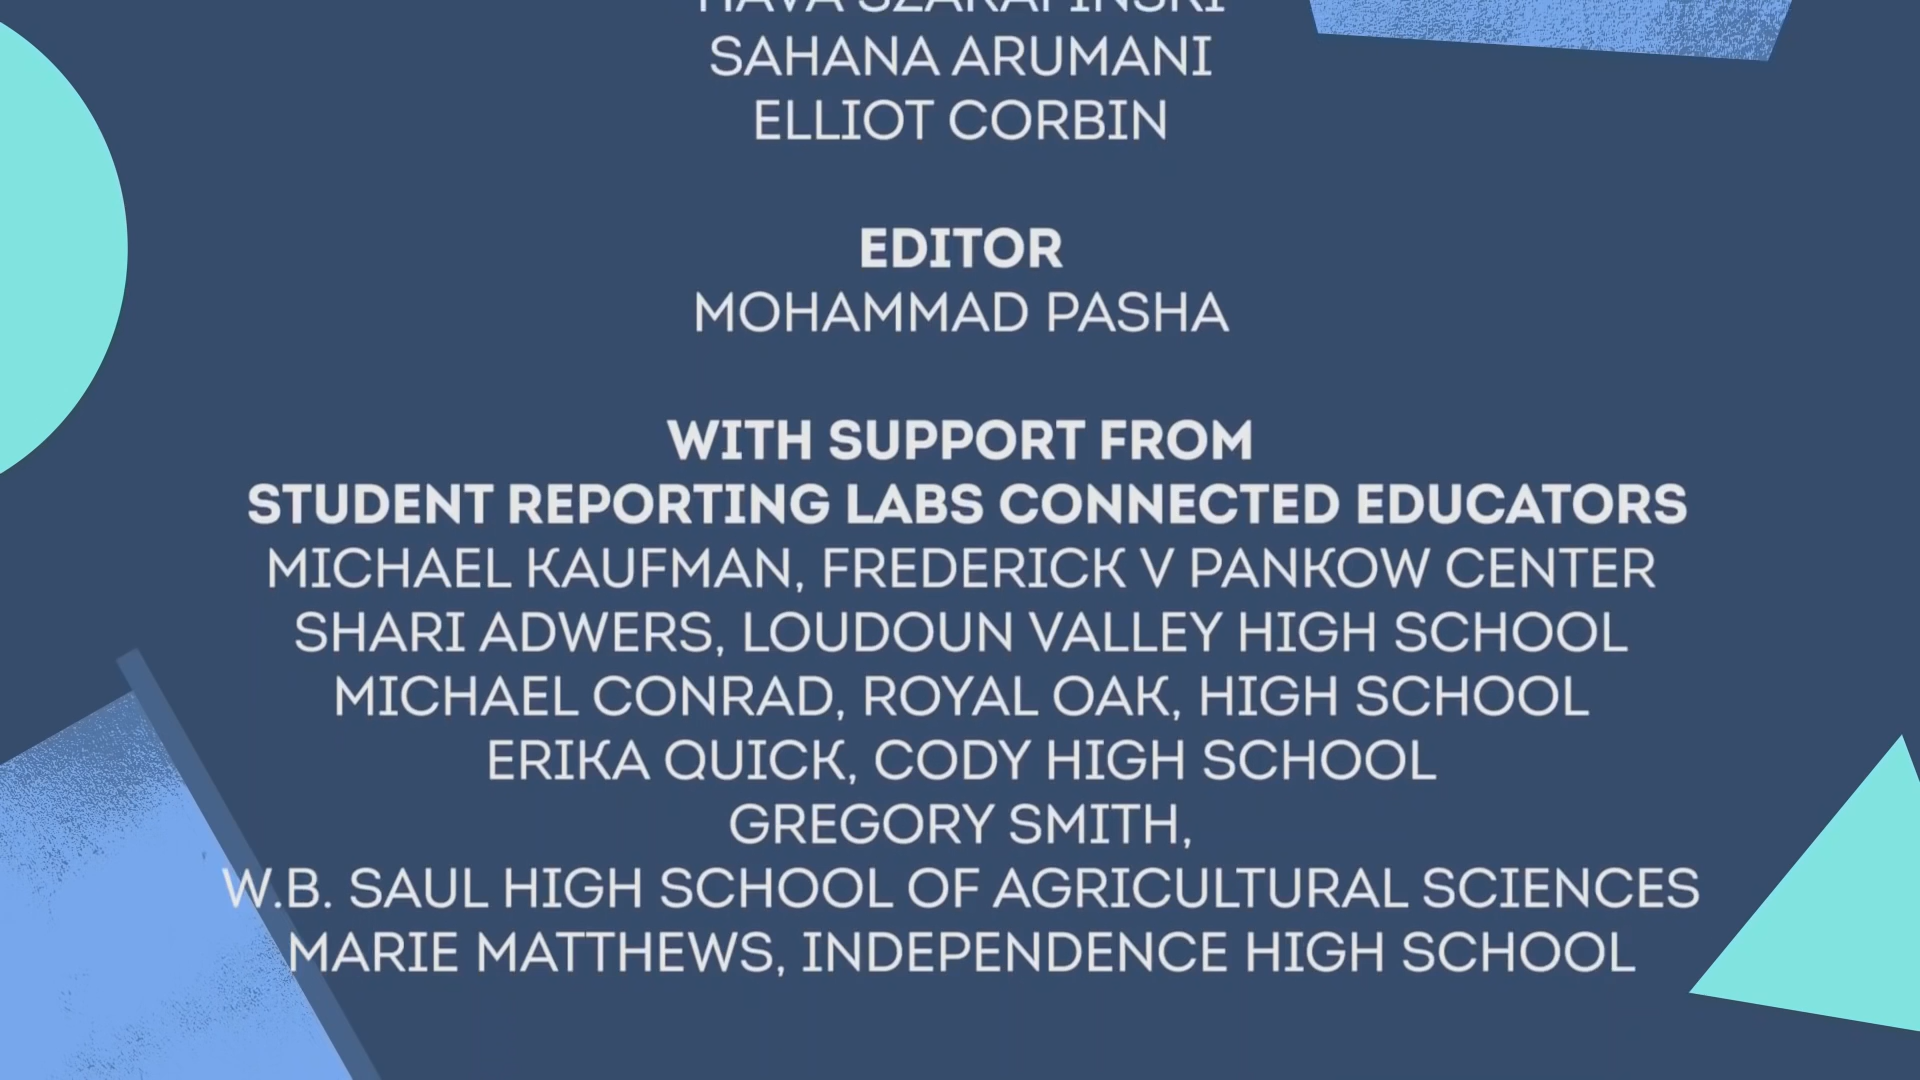 SAHANA ARUMANI
ELLIOT CORBIN
EDITOR
MOHAMMAD PASHA
WITH SUPPORT FROM
STUDENT REPORTING LABS CONNECTED EDUCATORS
MICHAEL KAUFMAN, FREDERICK V PANKOW CENTER
SHARI ADWERS, LOUDOUN VALLEY HIGH SCHOOL
MICHAEL CONRAD, ROYAL OAK, HIGH SCHOOL
ERIKA QUICK, CODY HIGH SCHOOL
GREGORY SMITH,
W.B. SAUL HIGH SCHOOL OF AGRICULTURAL SCIENCES
MARIE MATTHEWS, INDEPENDENCE HIGH SCHOOL